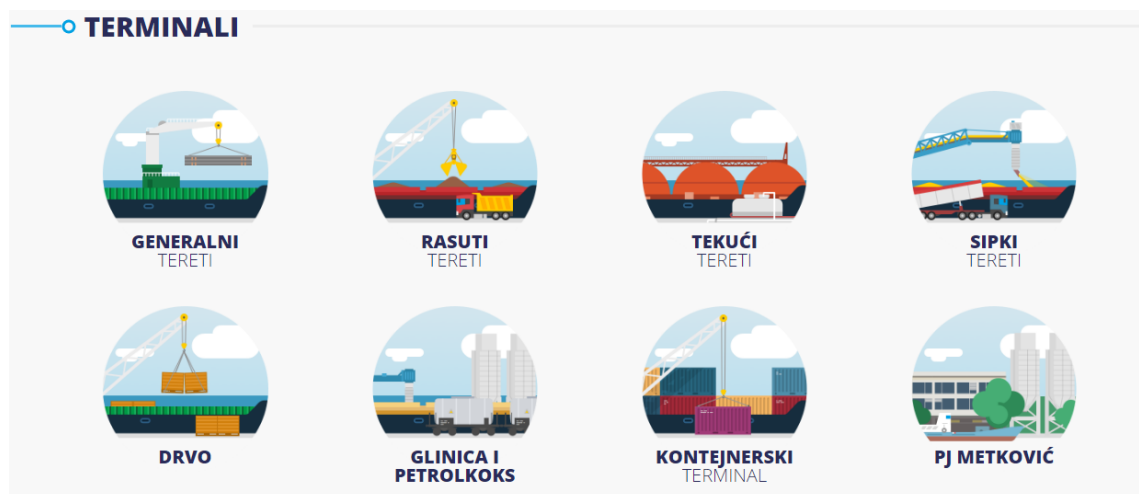 TERMINALI
GENERALNI
TERETI
RASUTI
TERETI
TEKUĆI
TERETI
SIPKI
TERETI
DRVO
GLINICA I
PETROLKOKS
KONTEJNERSKI
TERMINAL
PJ METKOVIĆ